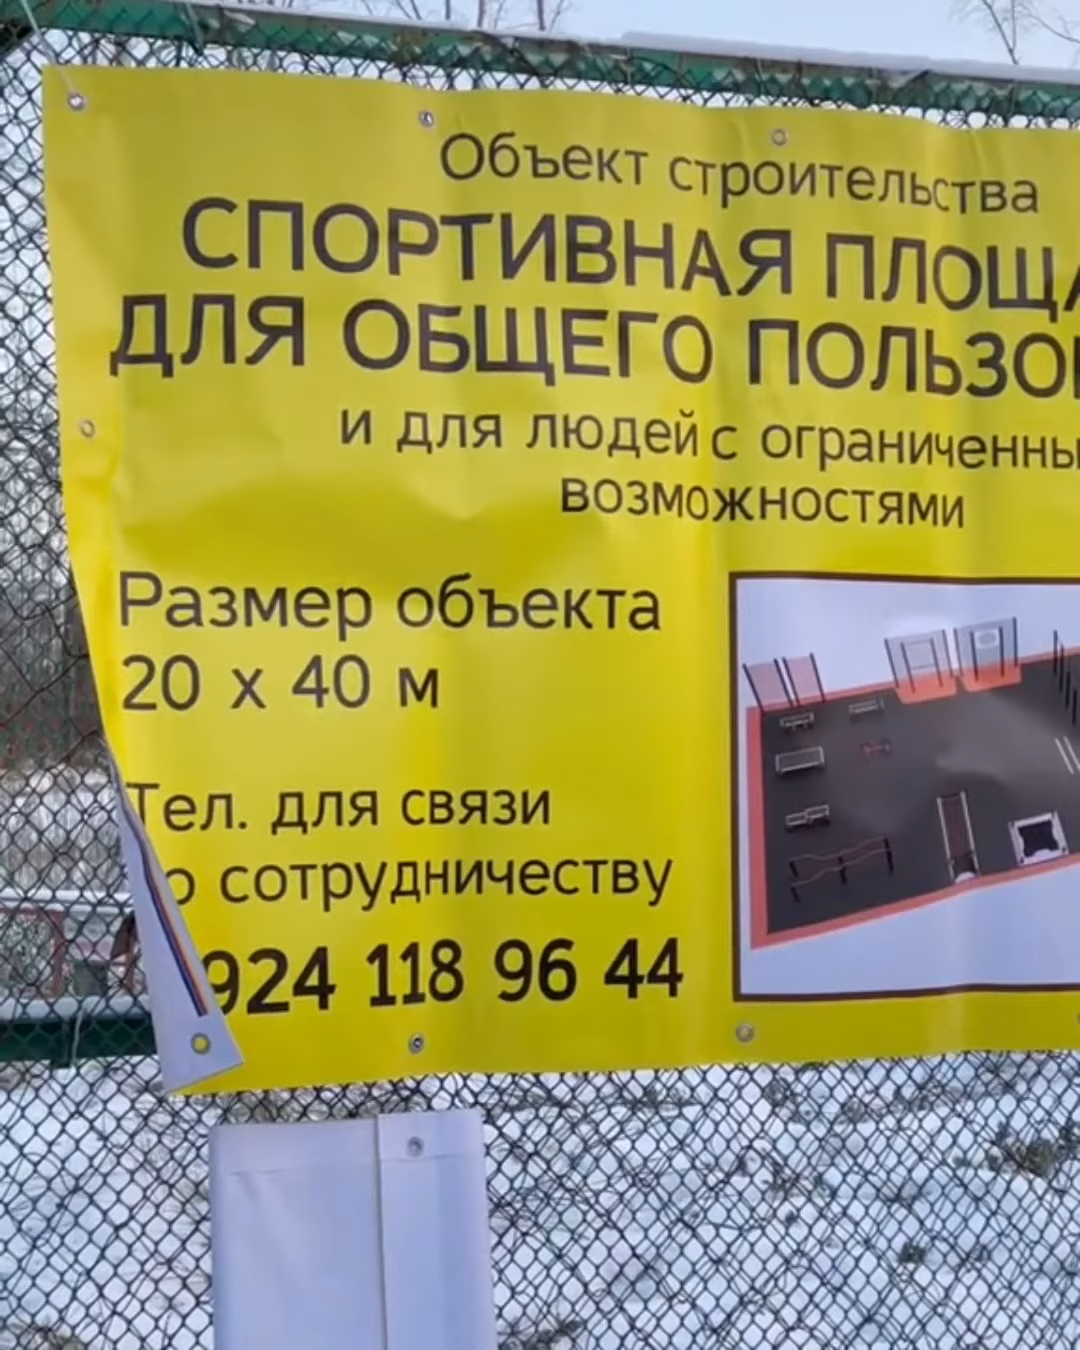 Объект строительства
СПОРТИВНАЯ ПЛОЩА
ДЛЯ ОБЩЕГО ПОЛЬЗО
и для людей с ограниченны
возможностями
Размер объекта
20 х 40 м
Тел. для связи
о сотрудничеству
924 118 96 44